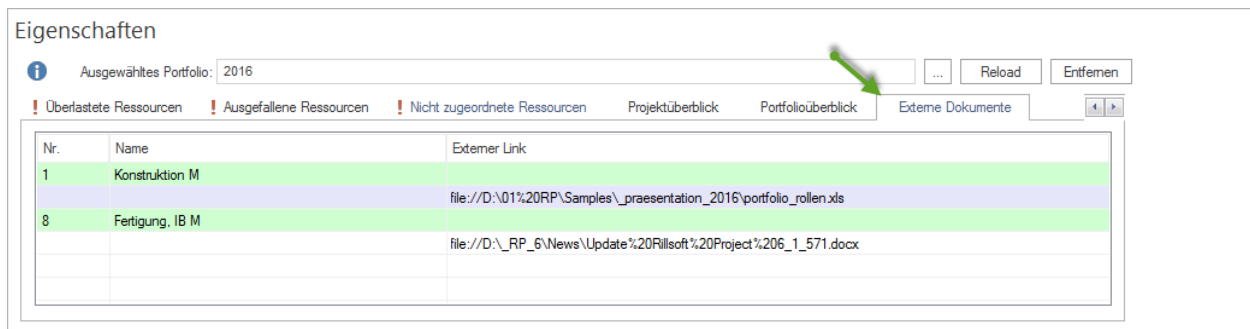 Eigenschaften
Ausgewähltes Portfolio: 2016 ... Reload Entfernen
! Überlastete Ressourcen ! Ausgefallene Ressourcen ! Nicht zugeordnete Ressourcen Projektüberblick Portfolioüberblick Externe Dokumente
Nr. Name Externer Link
1 Konstruktion M
file://D:\01%20RP\Samples\_praesentation_2016\portfolio_rollen.xls
8 Fertigung, IB M
file://D:\_RP_6\News\Update%20Rillsoft%20Project%206_1_571.docx